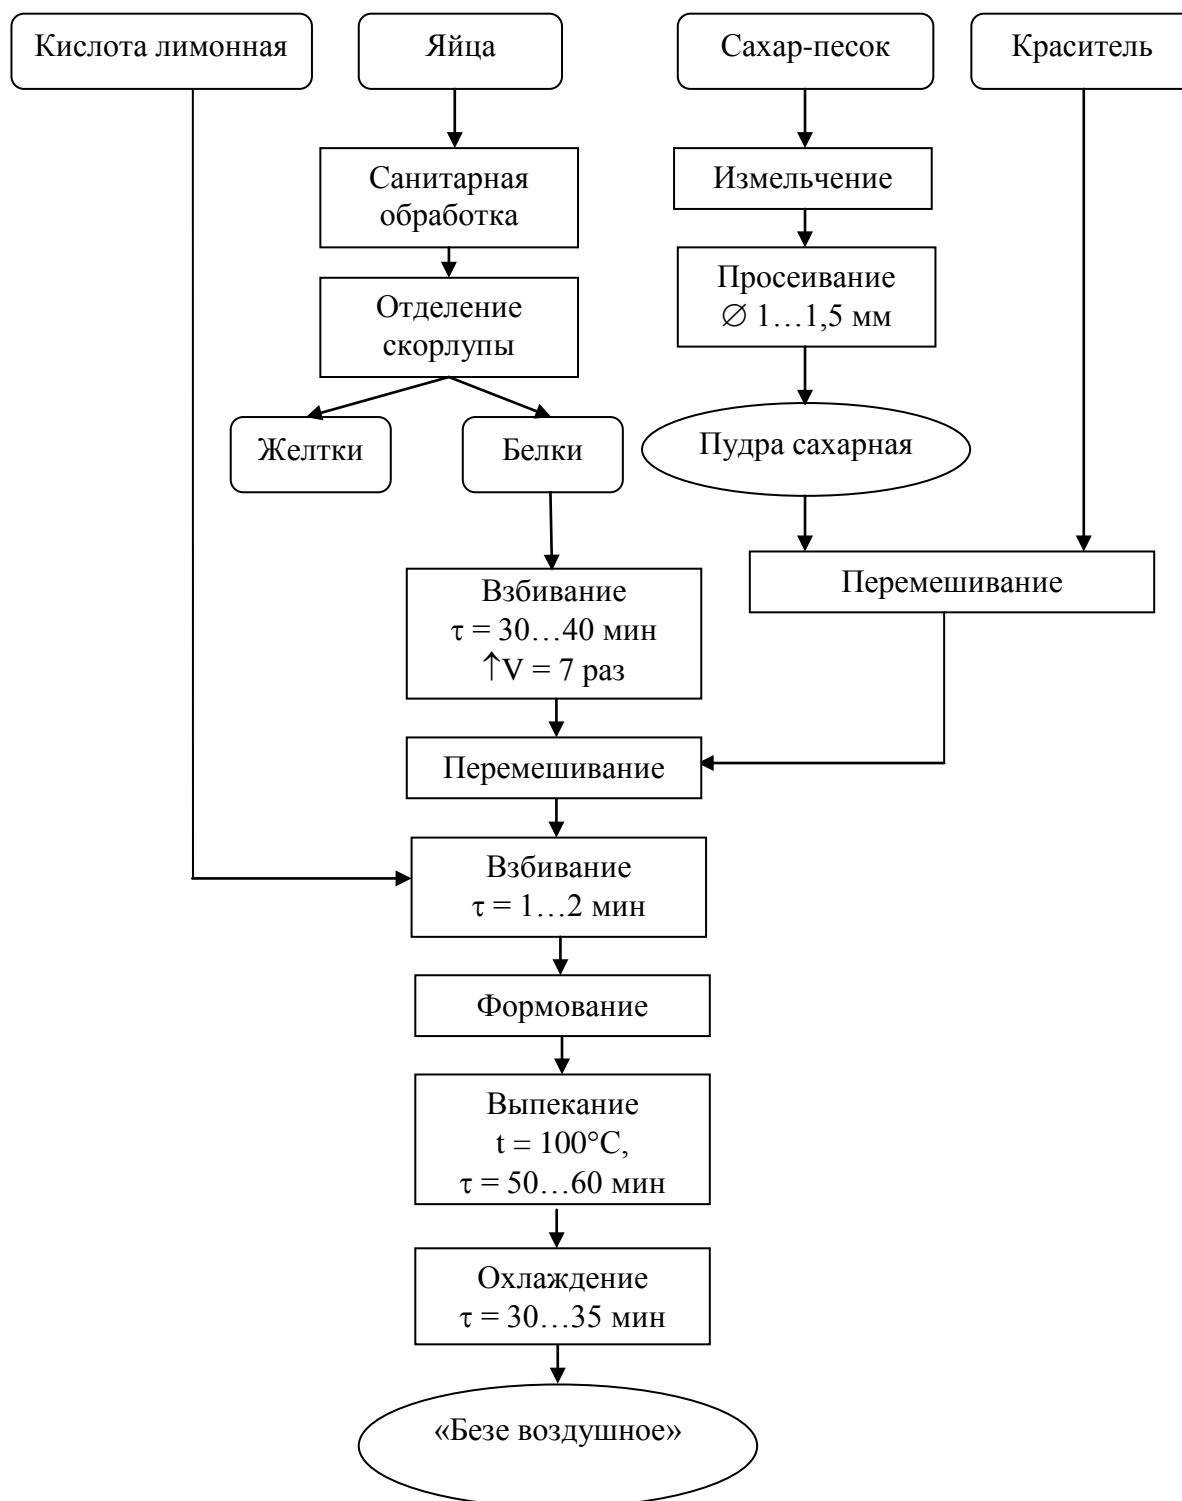 Кислота лимонная
Яйца
Сахар-песок
Краситель
Санитарная
обработка
Измельчение
Отделение
скорлупы
Просеивание
∅ 1…1,5 мм
Желтки
Белки
Пудра сахарная
Взбивание
τ = 30…40 мин
↑V = 7 раз
Перемешивание
Перемешивание
Взбивание
τ = 1…2 мин
Формование
Выпекание
t = 100°С,
τ = 50…60 мин
Охлаждение
τ = 30…35 мин
«Безе воздушное»